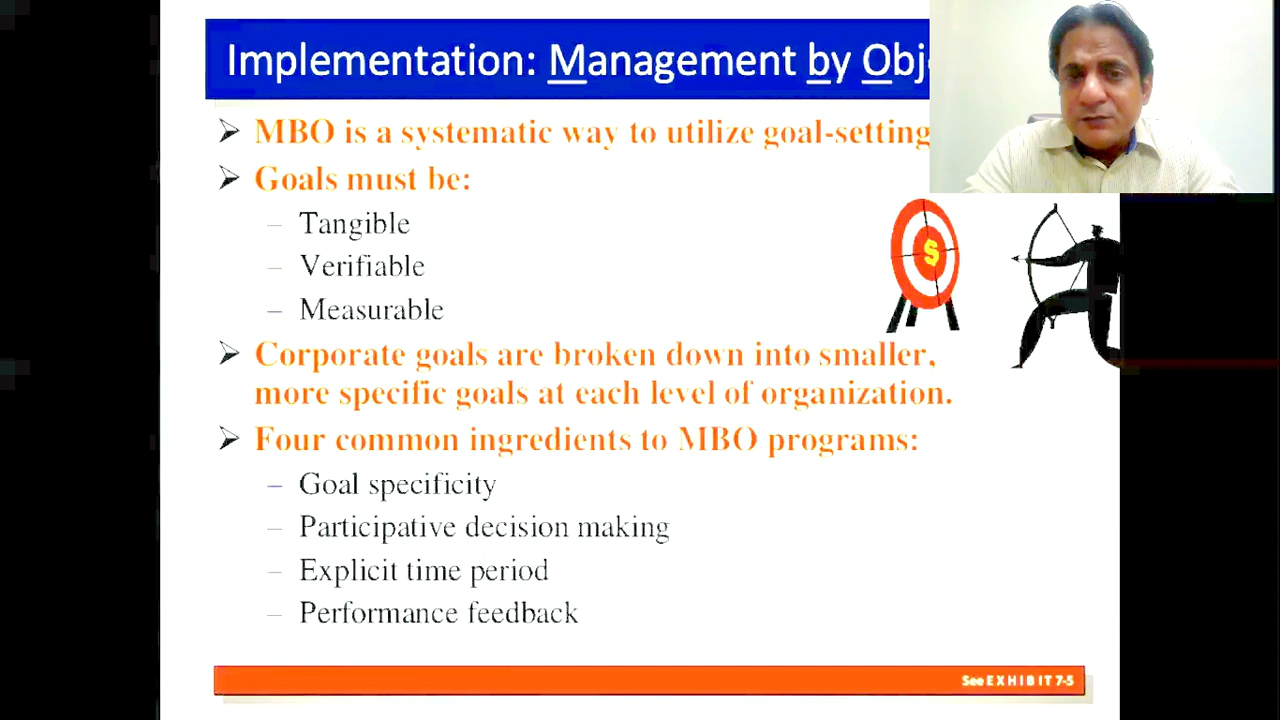 Implementation: Management by Obj
➢ MBO is a systematic way to utilize goal-setting
➢ Goals must be:
– Tangible
– Verifiable
– Measurable
$
➢ Corporate goals are broken down into smaller,
more specific goals at each level of organization.
➢ Four common ingredients to MBO programs:
– Goal specificity
– Participative decision making
– Explicit time period
– Performance feedback
See EXHIBIT 7-5